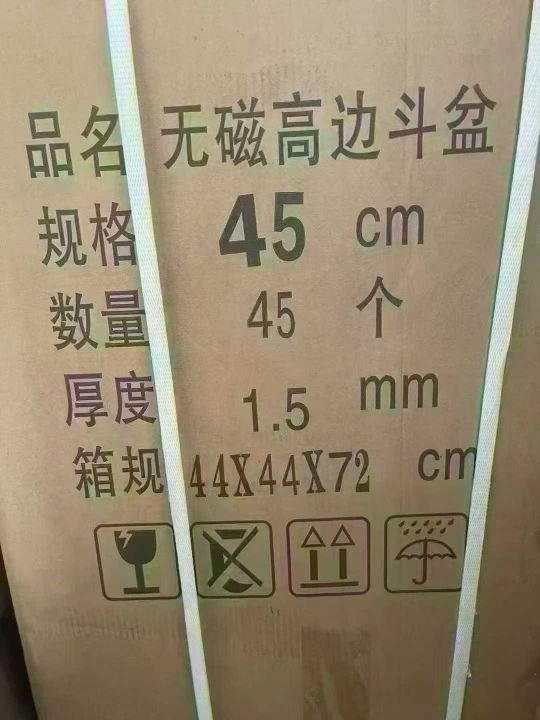 品名 无磁高边斗盆
规格 45 cm
数量 45 个
厚度 1.5 mm
箱规 44X44X72 cm